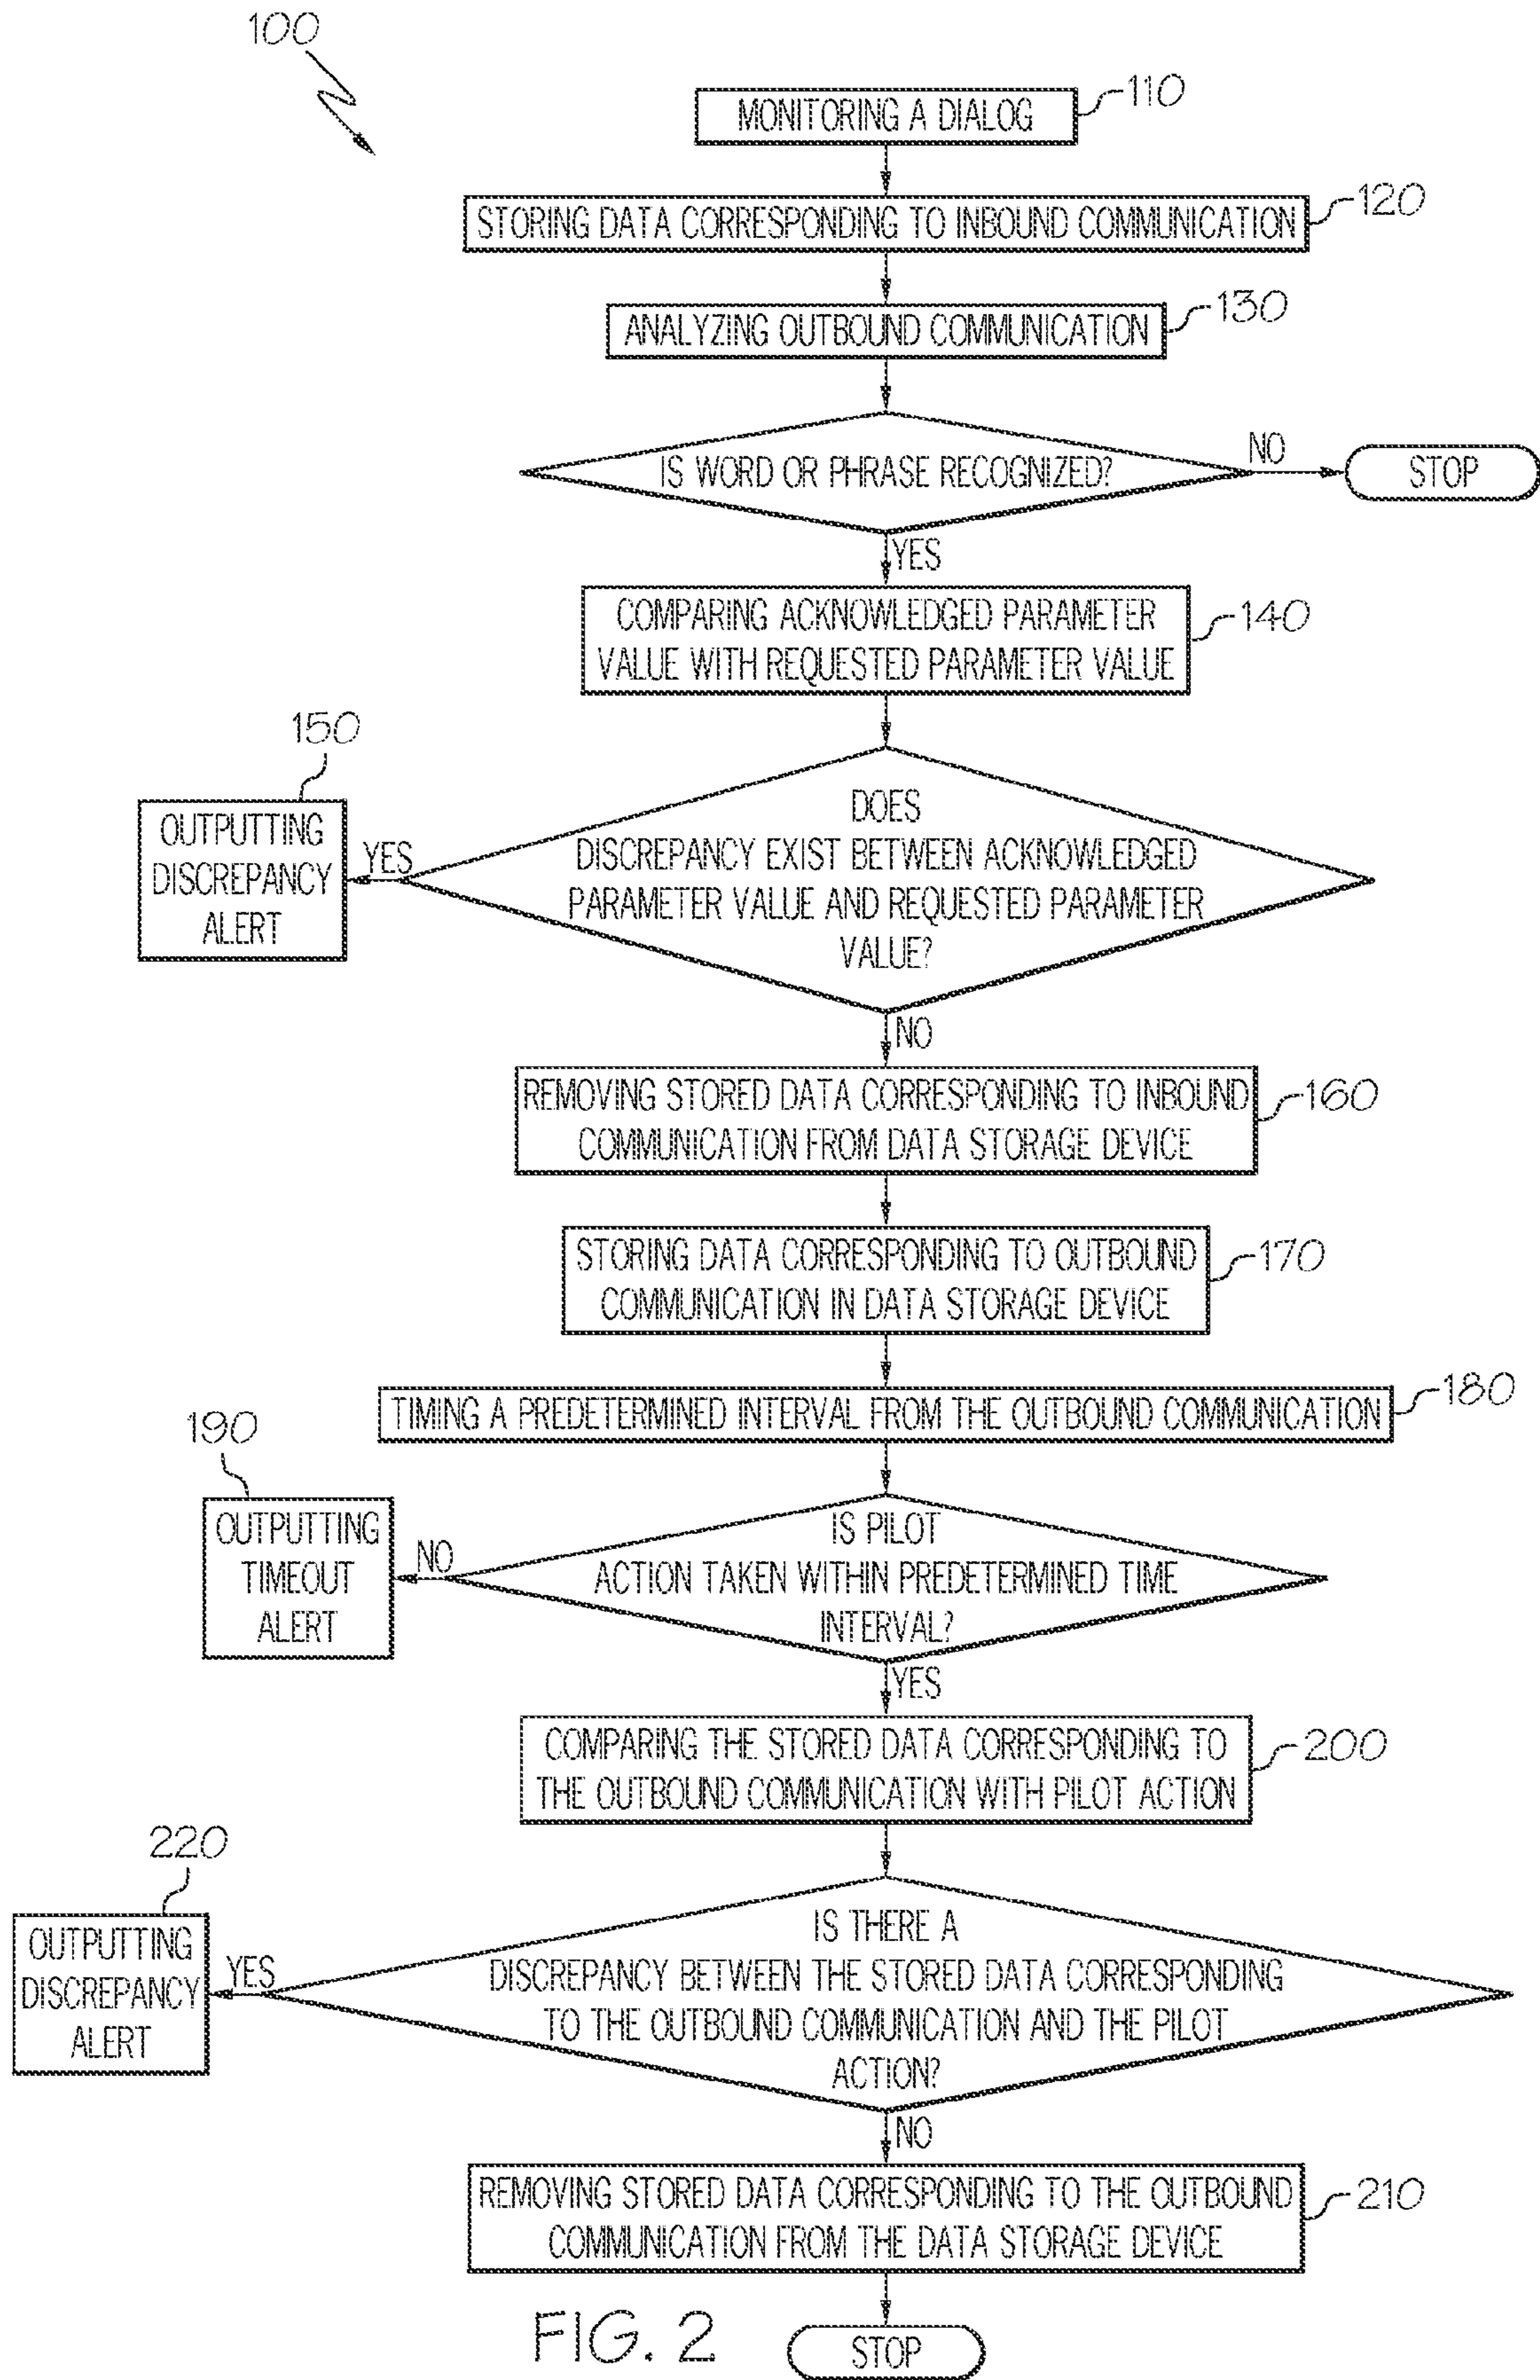 100
MONITORING A DIALOG
110
STORING DATA CORRESPONDING TO INBOUND COMMUNICATION
120
ANALYZING OUTBOUND COMMUNICATION
130
IS WORD OR PHRASE RECOGNIZED?
NO
STOP
YES
COMPARING ACKNOWLEDGED PARAMETER
VALUE WITH REQUESTED PARAMETER VALUE
140
150
OUTPUTTING
DISCREPANCY
ALERT
YES
DOES
DISCREPANCY EXIST BETWEEN ACKNOWLEDGED
PARAMETER VALUE AND REQUESTED PARAMETER
VALUE?
NO
REMOVING STORED DATA CORRESPONDING TO INBOUND
COMMUNICATION FROM DATA STORAGE DEVICE
160
STORING DATA CORRESPONDING TO OUTBOUND
COMMUNICATION IN DATA STORAGE DEVICE
170
TIMING A PREDETERMINED INTERVAL FROM THE OUTBOUND COMMUNICATION
180
190
OUTPUTTING
TIMEOUT
ALERT
NO
IS PILOT
ACTION TAKEN WITHIN PREDETERMINED TIME
INTERVAL?
YES
COMPARING THE STORED DATA CORRESPONDING TO
THE OUTBOUND COMMUNICATION WITH PILOT ACTION
200
220
OUTPUTTING
DISCREPANCY
ALERT
YES
IS THERE A
DISCREPANCY BETWEEN THE STORED DATA CORRESPONDING
TO THE OUTBOUND COMMUNICATION AND THE PILOT
ACTION?
NO
REMOVING STORED DATA CORRESPONDING TO THE OUTBOUND
COMMUNICATION FROM THE DATA STORAGE DEVICE
210
FIG. 2
STOP